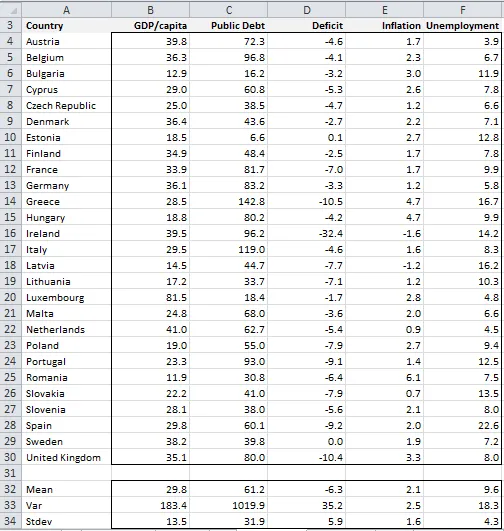 A B C D E F
3 Country GDP/capita Public Debt Deficit Inflation Unemployment
4 Austria 39.8 72.3 -4.6 1.7 3.9
5 Belgium 36.3 96.8 -4.1 2.3 6.7
6 Bulgaria 12.9 16.2 -3.2 3.0 11.9
7 Cyprus 29.0 60.8 -5.3 2.6 7.8
8 Czech Republic 25.0 38.5 -4.7 1.2 6.6
9 Denmark 36.4 43.6 -2.7 2.2 7.1
10 Estonia 18.5 6.6 0.1 2.7 12.8
11 Finland 34.9 48.4 -2.5 1.7 7.8
12 France 33.9 81.7 -7.0 1.7 9.9
13 Germany 36.1 83.2 -3.3 1.2 5.8
14 Greece 28.5 142.8 -10.5 4.7 16.7
15 Hungary 18.8 80.2 -4.2 4.7 9.9
16 Ireland 39.5 96.2 -32.4 -1.6 14.2
17 Italy 29.5 119.0 -4.6 1.6 8.3
18 Latvia 14.5 44.7 -7.7 -1.2 16.2
19 Lithuania 17.2 33.7 -7.1 1.2 10.3
20 Luxembourg 81.5 18.4 -1.7 2.8 4.8
21 Malta 24.8 68.0 -3.6 2.0 6.6
22 Netherlands 41.0 62.7 -5.4 0.9 4.5
23 Poland 19.0 55.0 -7.9 2.7 9.4
24 Portugal 23.3 93.0 -9.1 1.4 12.5
25 Romania 11.9 30.8 -6.4 6.1 7.5
26 Slovakia 22.2 41.0 -7.9 0.7 13.5
27 Slovenia 28.1 38.0 -5.6 2.1 8.0
28 Spain 29.8 60.1 -9.2 2.0 22.6
29 Sweden 38.2 39.8 0.0 1.9 7.2
30 United Kingdom 35.1 80.0 -10.4 3.3 8.0
31
32 Mean 29.8 61.2 -6.3 2.1 9.6
33 Var 183.4 1019.9 35.2 2.5 18.3
34 Stdev 13.5 31.9 5.9 1.6 4.3